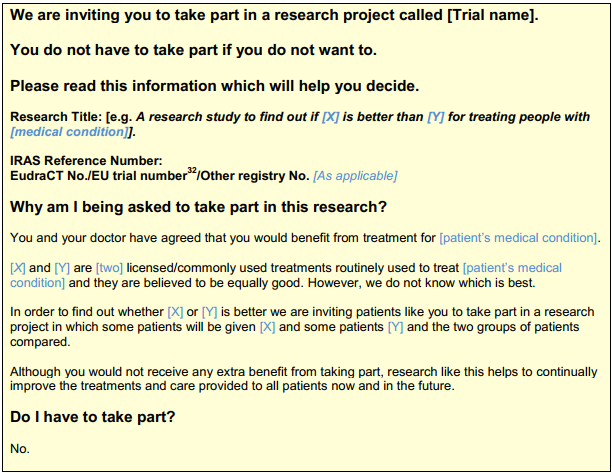 We are inviting you to take part in a research project called [Trial name].
You do not have to take part if you do not want to.
Please read this information which will help you decide.
Research Title: [e.g. A research study to find out if [X] is better than [Y] for treating people with
[medical condition]].
IRAS Reference Number:
EudraCT No./EU trial number32/Other registry No. [As applicable]
Why am I being asked to take part in this research?
You and your doctor have agreed that you would benefit from treatment for [patient's medical condition].
[X] and [Y] are [two] licensed/commonly used treatments routinely used to treat [patient's medical
condition] and they are believed to be equally good. However, we do not know which is best.
In order to find out whether [X] or [Y] is better we are inviting patients like you to take part in a research
project in which some patients will be given [X] and some patients [Y] and the two groups of patients
compared.
Although you would not receive any extra benefit from taking part, research like this helps to continually
improve the treatments and care provided to all patients now and in the future.
Do I have to take part?
No.